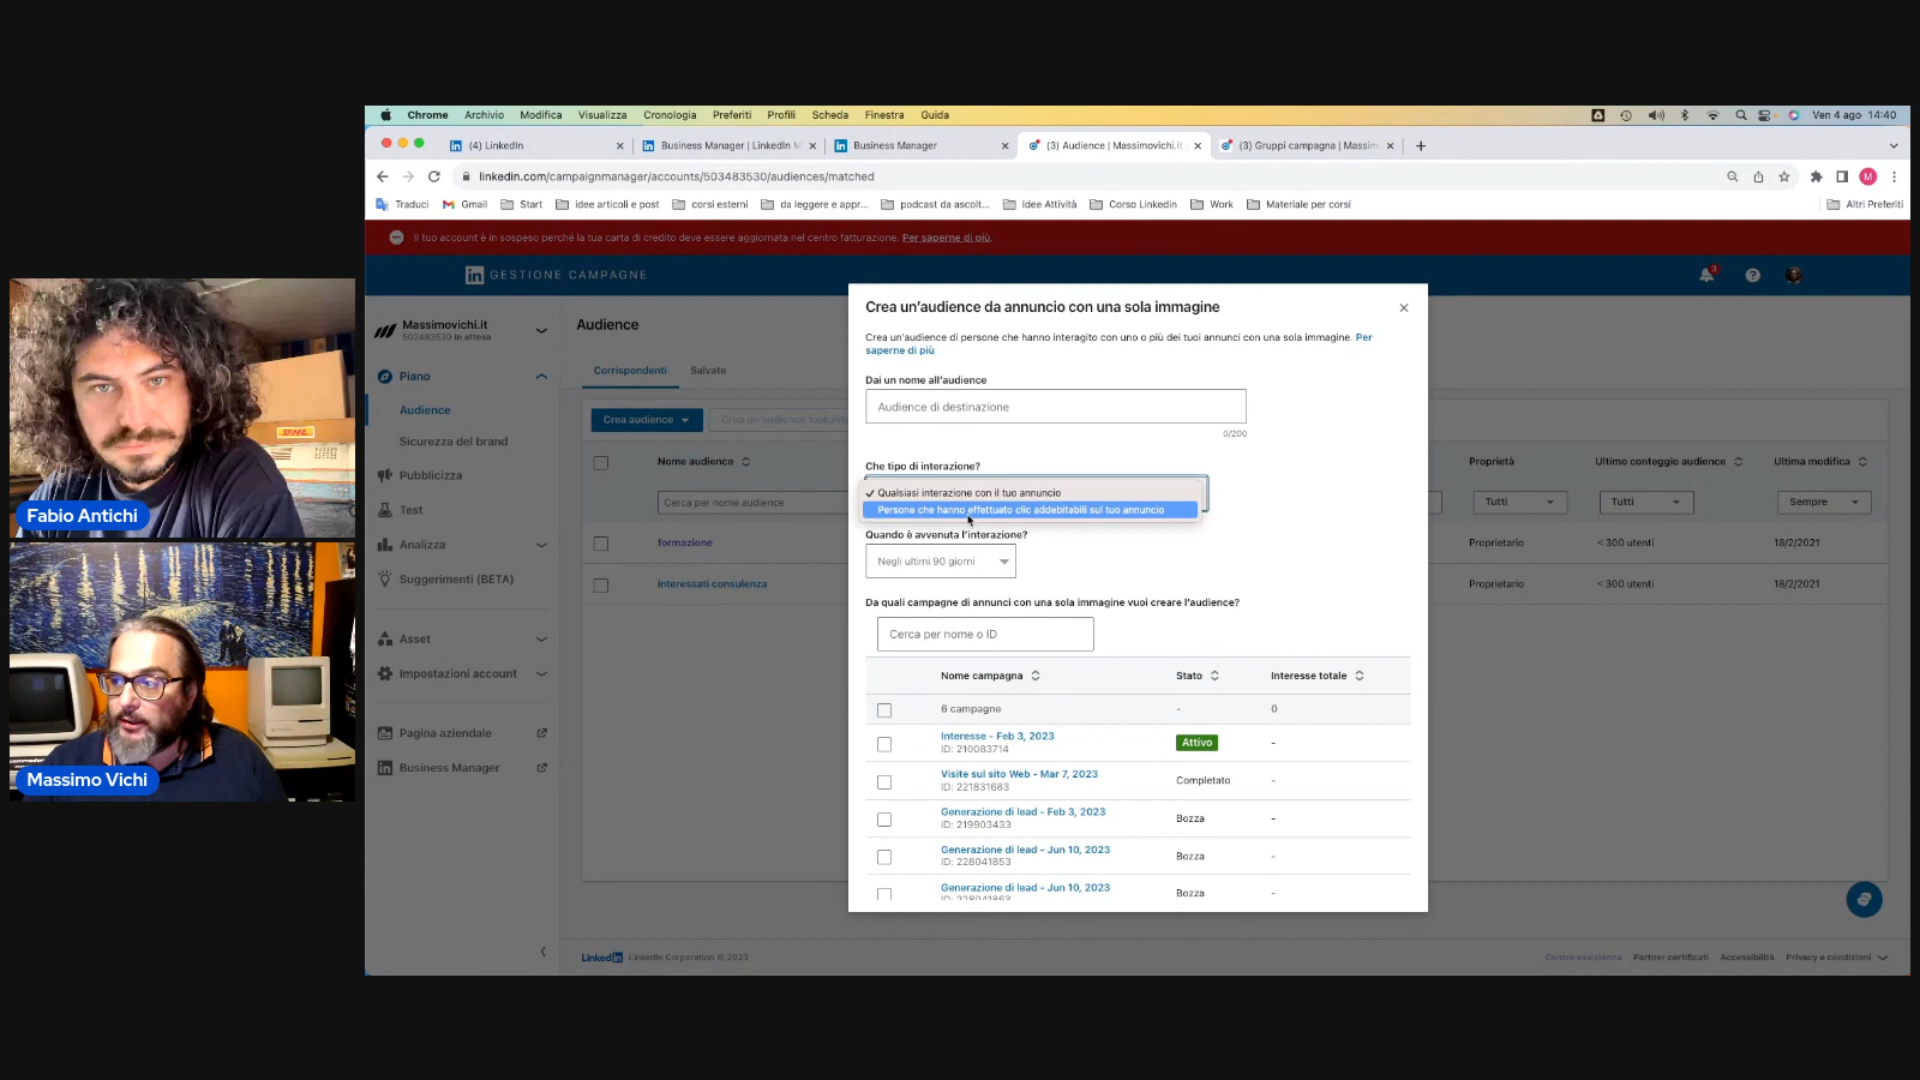 Chrome Archivio Modifica Visualizza Cronologia Preferiti Profili Scheda Finestra Guida Ven 4 ago 14:40
(4) LinkedIn Business Manager | LinkedIn Business Manager (3) Audience | Massimovichi.it (3) Gruppi campagna |
linkedin.com/campaignmanager/accounts/503483530/audiences/matched M
Traduci Gmail Start idee articoli e post corsi esterni da leggere e appr... podcast da ascolt... Idee Attività Corso Linkedin Work Materiale per corsi Altri Preferiti
Il tuo account è in sospeso perché la tua carta di credito deve essere aggiornata nel centro fatturazione. Per saperne di più.
in GESTIONE CAMPAGNE 3
Massimovichi.it
503483530 In attesa
Piano
Audience
Sicurezza del brand
Pubblicizza
Test
Analizza
Suggerimenti (BETA)
Asset
Impostazioni account
Pagina aziendale
Business Manager
Audience
Corrispondenti Salvate
Crea audience Crea un'audience lookalike
Nome audience Proprietà Ultimo conteggio audience Ultima modifica
Cerca per nome audience Tutti Tutti Sempre
formazione Proprietario < 300 utenti 18/2/2021
interessati consulenza Proprietario < 300 utenti 18/2/2021
Crea un'audience da annuncio con una sola immagine
Crea un'audience di persone che hanno interagito con uno o più dei tuoi annunci con una sola immagine. Per
saperne di più
Dai un nome all'audience
Audience di destinazione
0/200
Che tipo di interazione?
Qualsiasi interazione con il tuo annuncio
Persone che hanno effettuato clic addebitabili sul tuo annuncio
Quando è avvenuta l'interazione?
Negli ultimi 90 giorni
Da quali campagne di annunci con una sola immagine vuoi creare l'audience?
Cerca per nome o ID
Nome campagna Stato Interesse totale
6 campagne - 0
Interesse - Feb 3, 2023 Attivo -
ID: 210083714
Visite sul sito Web - Mar 7, 2023 Completato -
ID: 221831683
Generazione di lead - Feb 3, 2023 Bozza -
ID: 219903433
Generazione di lead - Jun 10, 2023 Bozza -
ID: 228041853
Generazione di lead - Jun 10, 2023 Bozza -
ID: 228041863
LinkedIn LinkedIn Corporation © 2023 Centro assistenza Partner certificati Accessibilità Privacy e condizioni
DHL
Fabio Antichi
Massimo Vichi